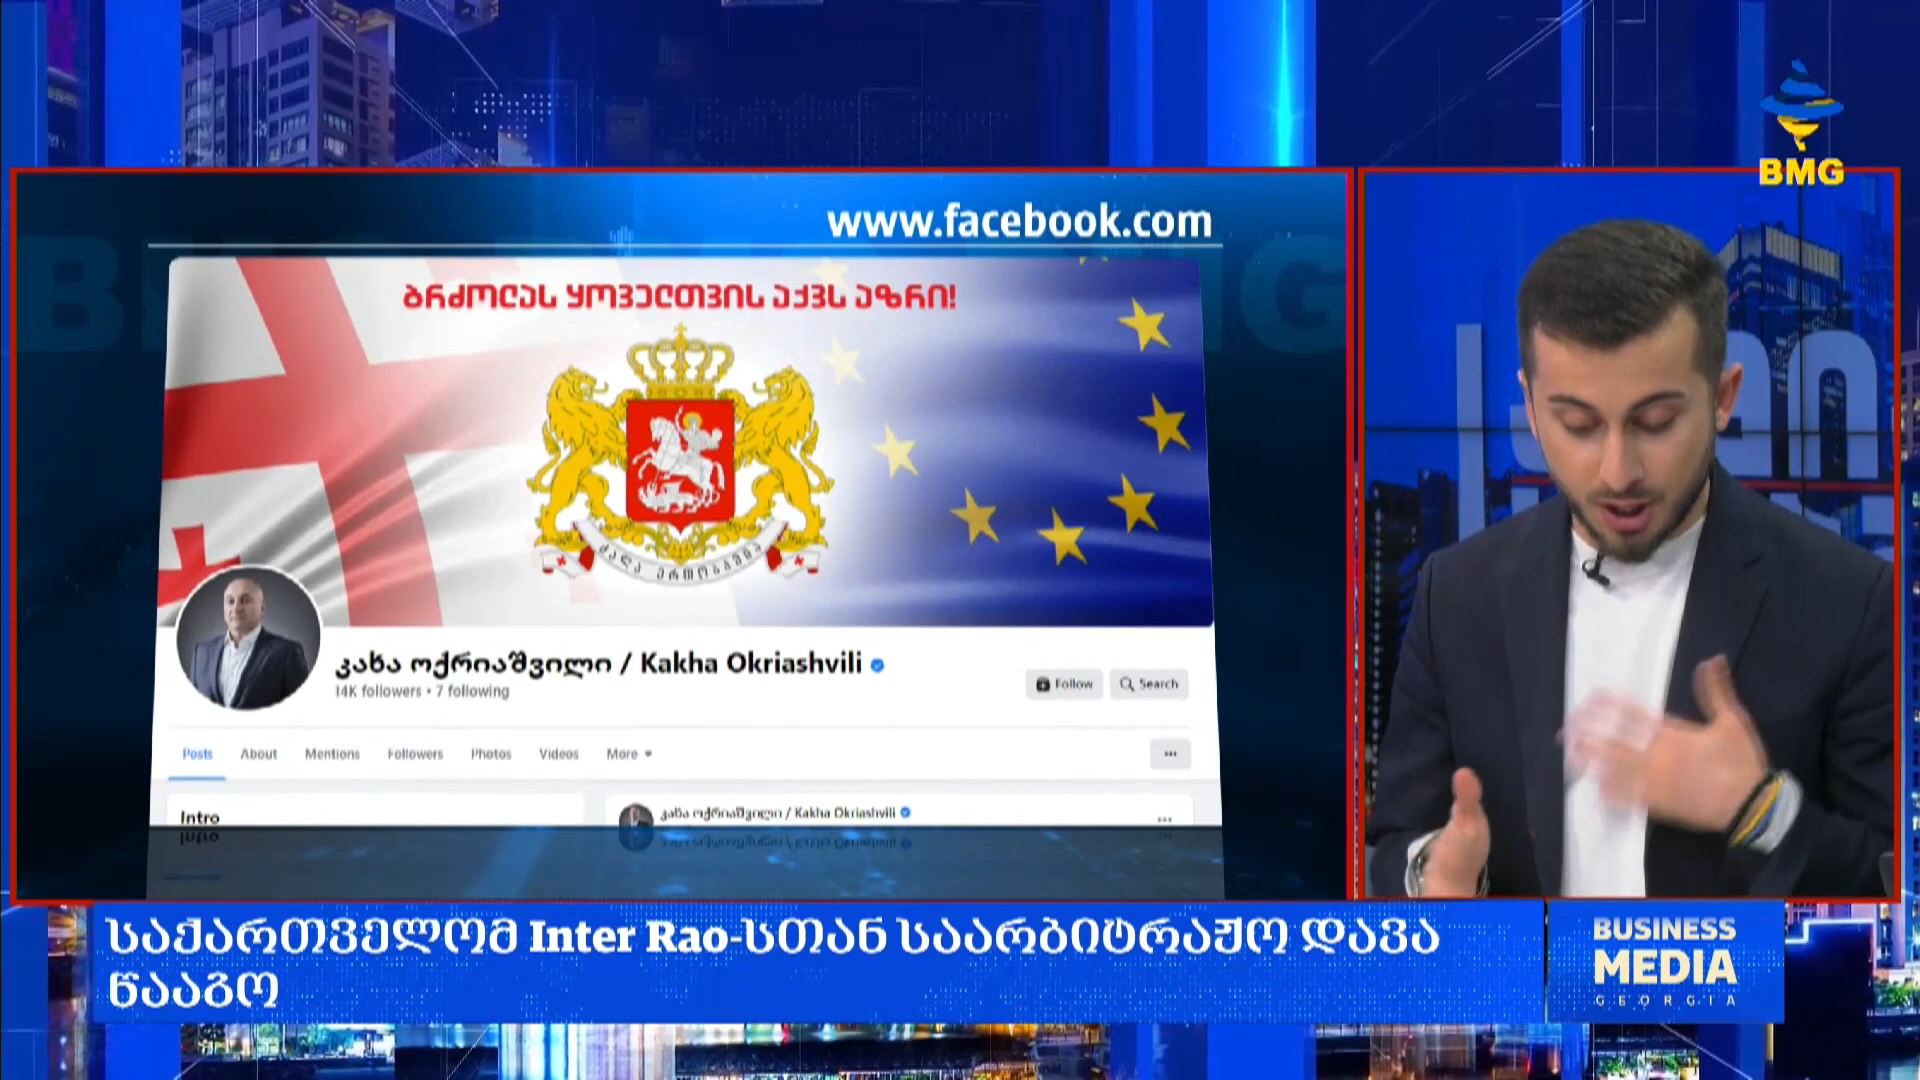 BMG
www.facebook.com
ბრძოლას ყოველთვის აქვს აზრი!
ძალა ერთობაშია
კახა ოქრიაშვილი / Kakha Okriashvili
14K followers • 7 following
Follow
Search
Posts About Mentions Followers Photos Videos More
Intro
კახა ოქრიაშვილი / Kakha Okriashvili
საქართველომ Inter Rao-სთან საარბიტრაჟო დავა
წააგო
BUSINESS
MEDIA
GEORGIA